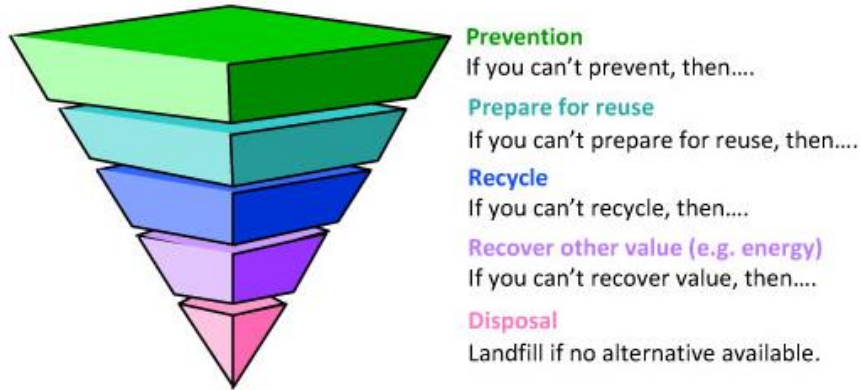 Prevention
If you can’t prevent, then….
Prepare for reuse
If you can’t prepare for reuse, then….
Recycle
If you can’t recycle, then….
Recover other value (e.g. energy)
If you can’t recover value, then….
Disposal
Landfill if no alternative available.